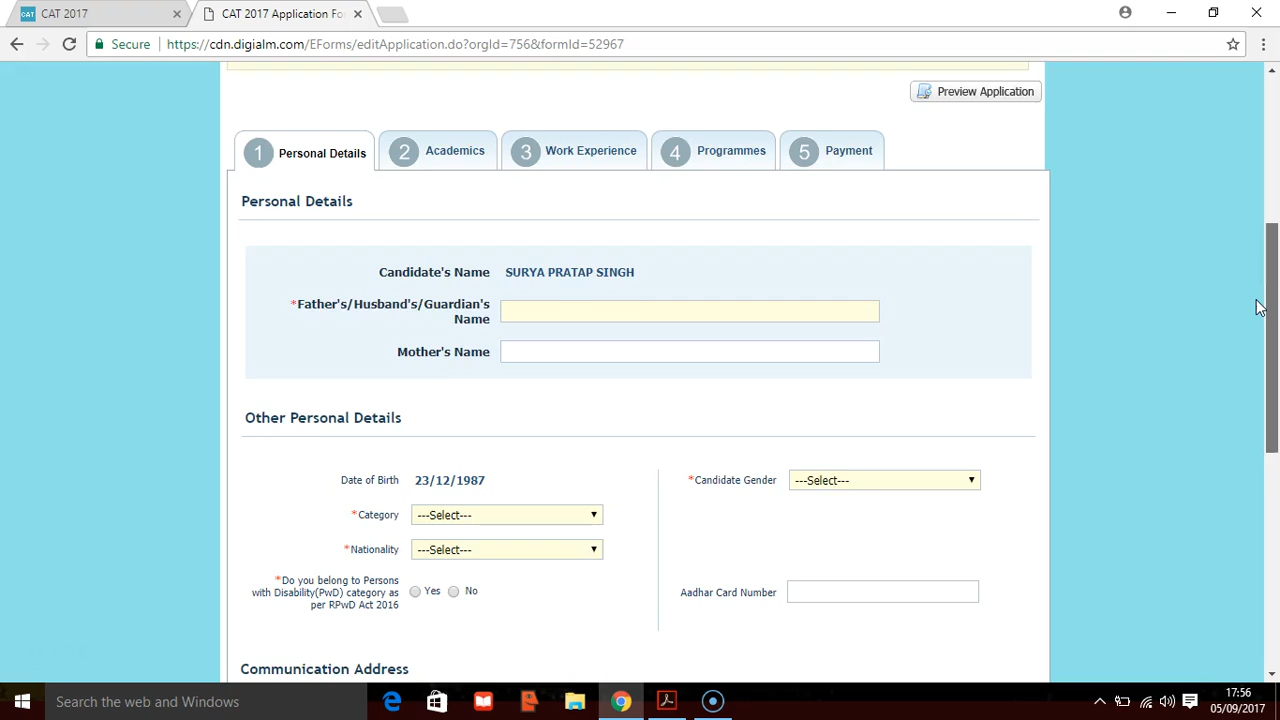 CAT CAT 2017
CAT 2017 Application Fo
Secure https://cdn.digialm.com/EForms/editApplication.do?orgId=756&formId=52967
Preview Application
1 Personal Details
2 Academics
3 Work Experience
4 Programmes
5 Payment
Personal Details
Candidate's Name SURYA PRATAP SINGH
*Father's/Husband's/Guardian's
Name
Mother's Name
Other Personal Details
Date of Birth 23/12/1987
*Candidate Gender ---Select---
*Category ---Select---
*Nationality ---Select---
*Do you belong to Persons
with Disability(PwD) category as
per RPwD Act 2016
Yes No
Aadhar Card Number
Communication Address
Search the web and Windows
17:56
05/09/2017